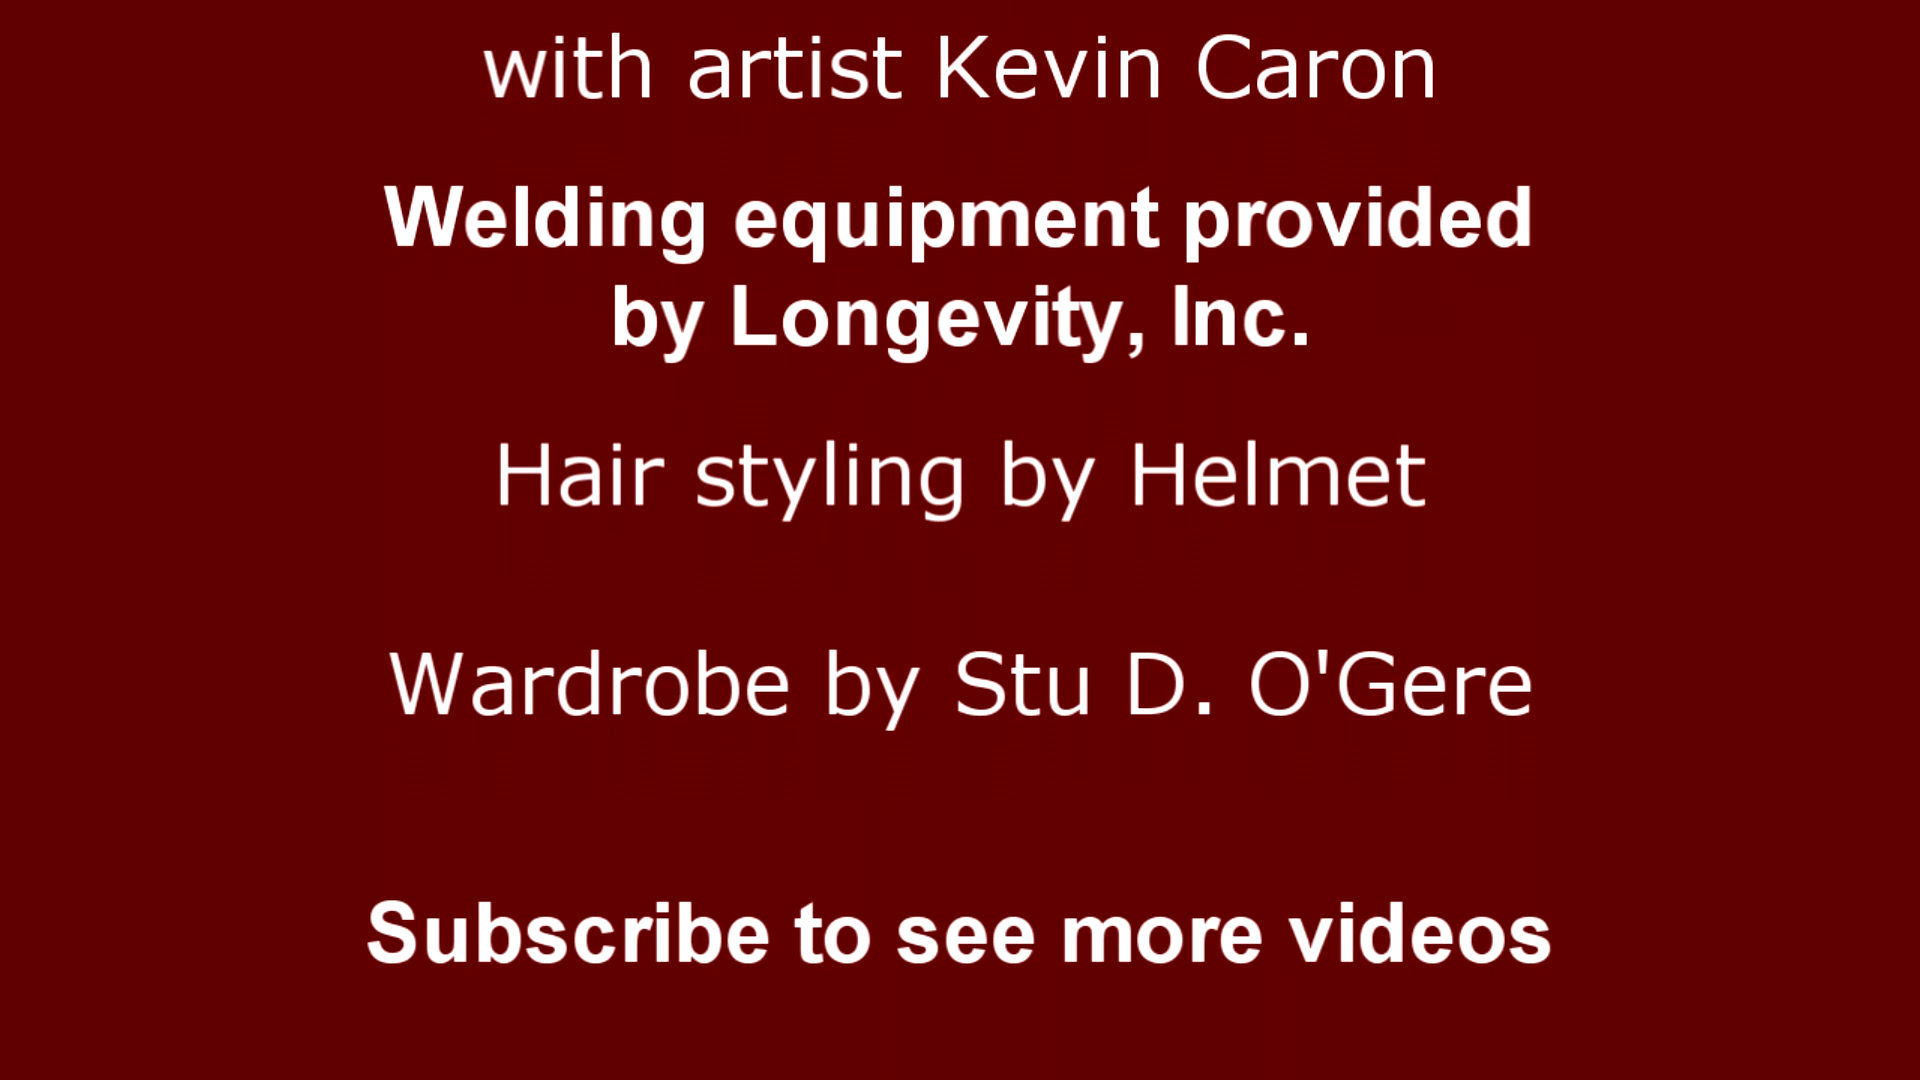 with artist Kevin Caron
Welding equipment provided
by Longevity, Inc.
Hair styling by Helmet
Wardrobe by Stu D. O'Gere
Subscribe to see more videos